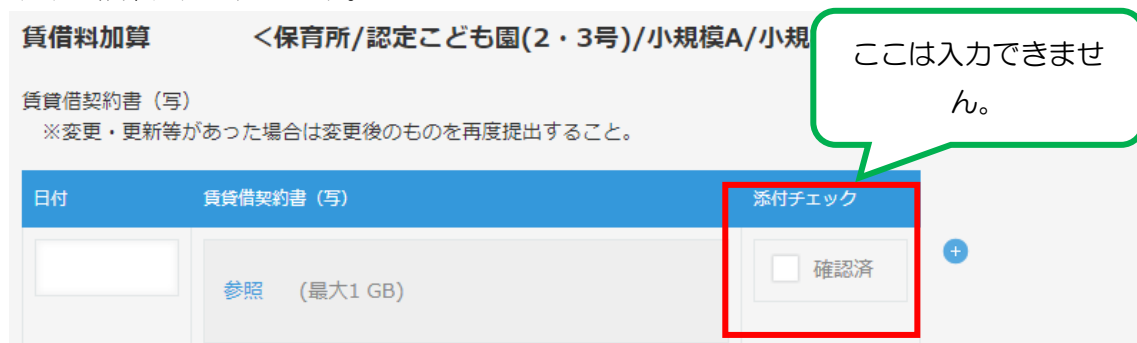 賃借料加算 <保育所/認定こども園(2・3号)/小規模A/小規
ここは入力できませ
ん。
賃貸借契約書（写）
※変更・更新等があった場合は変更後のものを再度提出すること。
日付 賃貸借契約書（写） 添付チェック
参照 (最大1 GB) 確認済